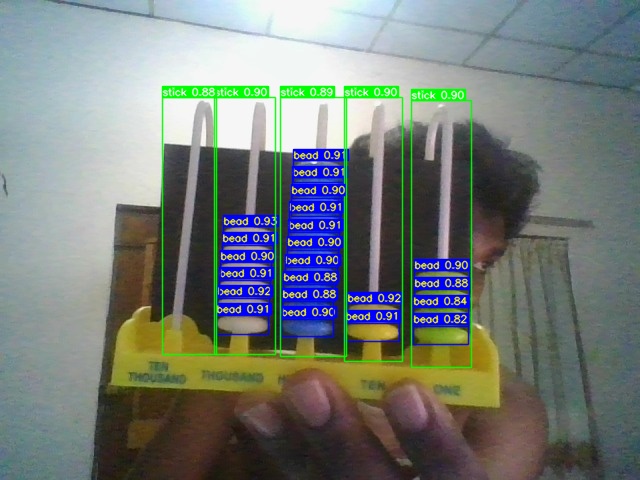 stick 0.88
stick 0.90
stick 0.89
stick 0.90
stick 0.90
bead 0.93
bead 0.91
bead 0.90
bead 0.91
bead 0.92
bead 0.91
bead 0.91
bead 0.91
bead 0.90
bead 0.91
bead 0.91
bead 0.90
bead 0.90
bead 0.88
bead 0.88
bead 0.90
bead 0.92
bead 0.91
bead 0.90
bead 0.88
bead 0.84
bead 0.82
TEN
THOUSAND
THOUSAND
TEN
ONE